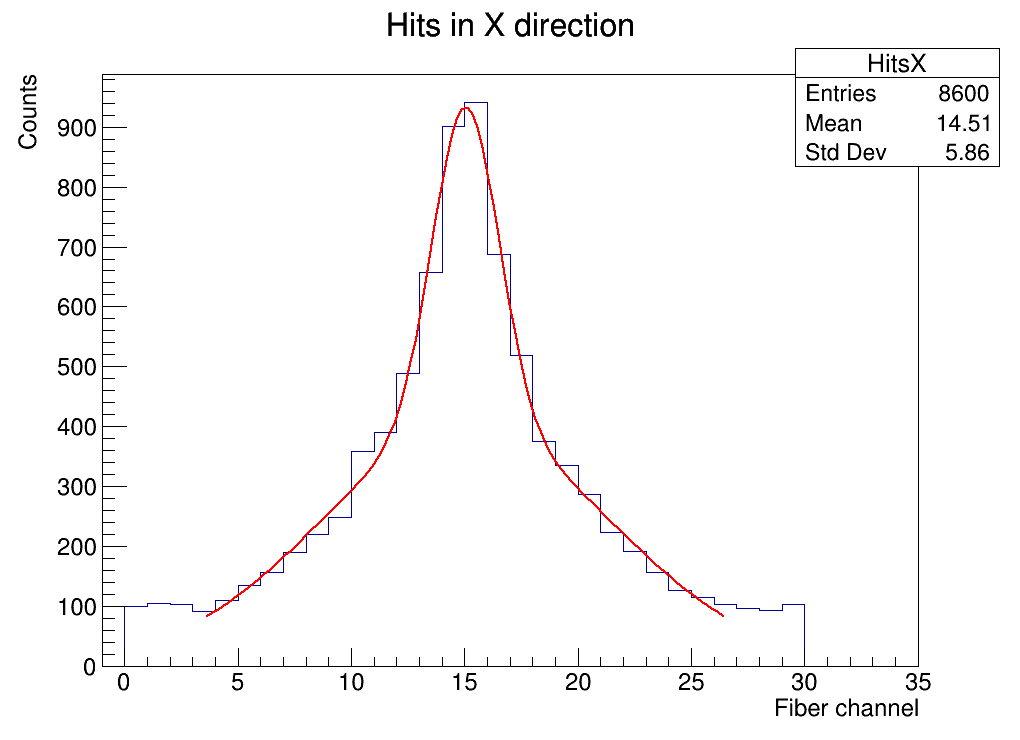 Hits in X direction
HitsX
Entries 8600
Mean 14.51
Std Dev 5.86
Counts
900
800
700
600
500
400
300
200
100
0
0 5 10 15 20 25 30 35
Fiber channel